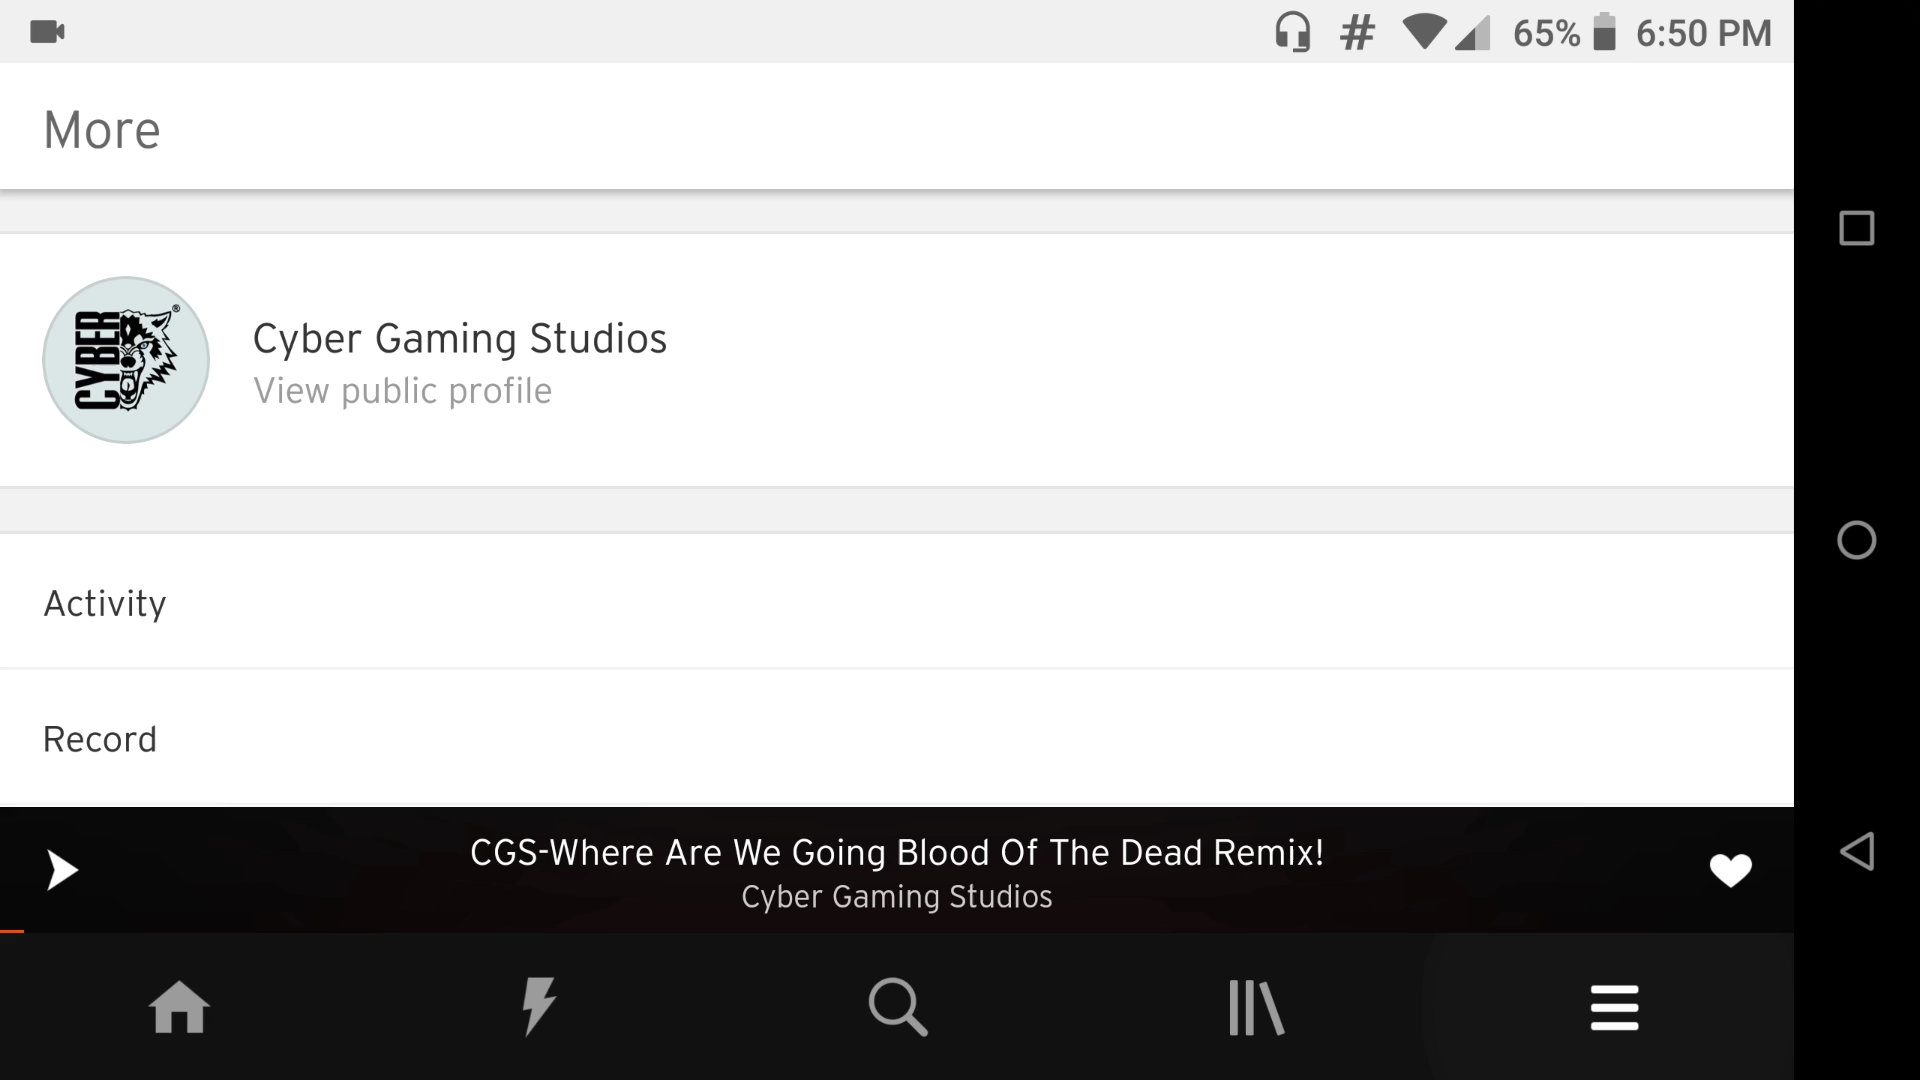 # 65% 6:50 PM
More
CYBER ®
Cyber Gaming Studios
View public profile
Activity
Record
CGS-Where Are We Going Blood Of The Dead Remix!
Cyber Gaming Studios